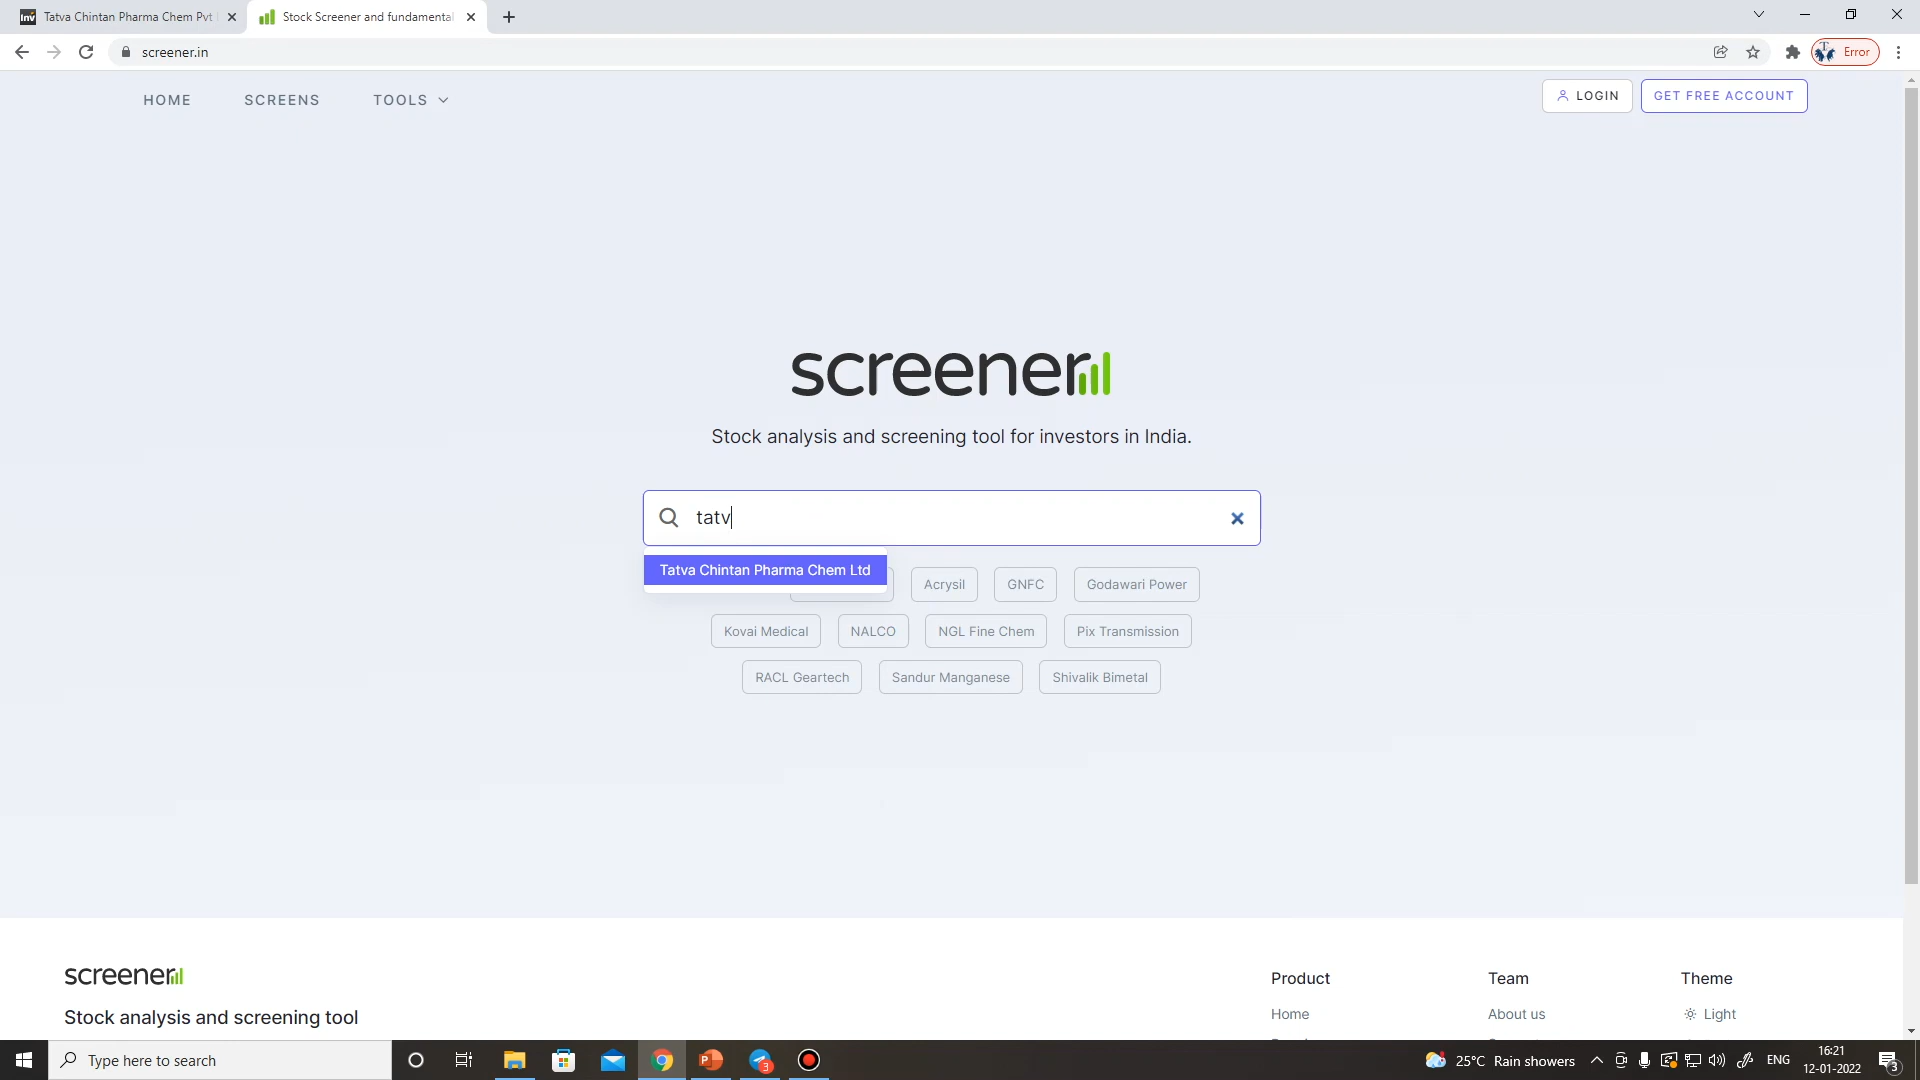 Inv Tatva Chintan Pharma Chem Pvt
Stock Screener and fundamental
screener.in
Error
HOME SCREENS TOOLS
LOGIN GET FREE ACCOUNT
screener
Stock analysis and screening tool for investors in India.
tatv
Tatva Chintan Pharma Chem Ltd
Acrysil GNFC Godawari Power
Kovai Medical NALCO NGL Fine Chem Pix Transmission
RACL Geartech Sandur Manganese Shivalik Bimetal
screener
Stock analysis and screening tool
Product
Home
Team
About us
Theme
Light
Type here to search
P
3
25°C Rain showers
ENG
16:21
12-01-2022
3